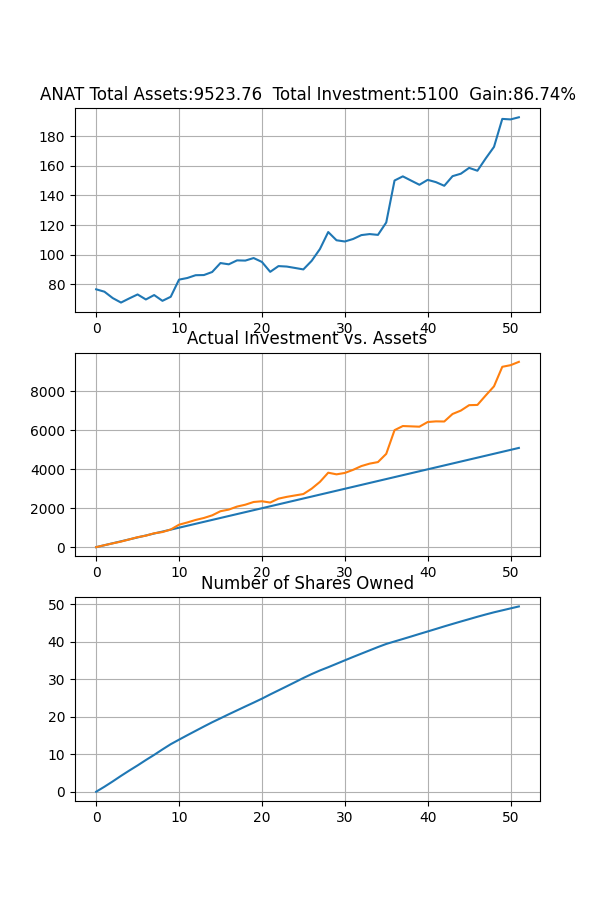 ANAT Total Assets:9523.76  Total Investment:5100  Gain:86.74%
180
160
140
120
100
80
0 10 20 30 40 50
Actual Investment vs. Assets
8000
6000
4000
2000
0
0 10 20 30 40 50
Number of Shares Owned
50
40
30
20
10
0
0 10 20 30 40 50